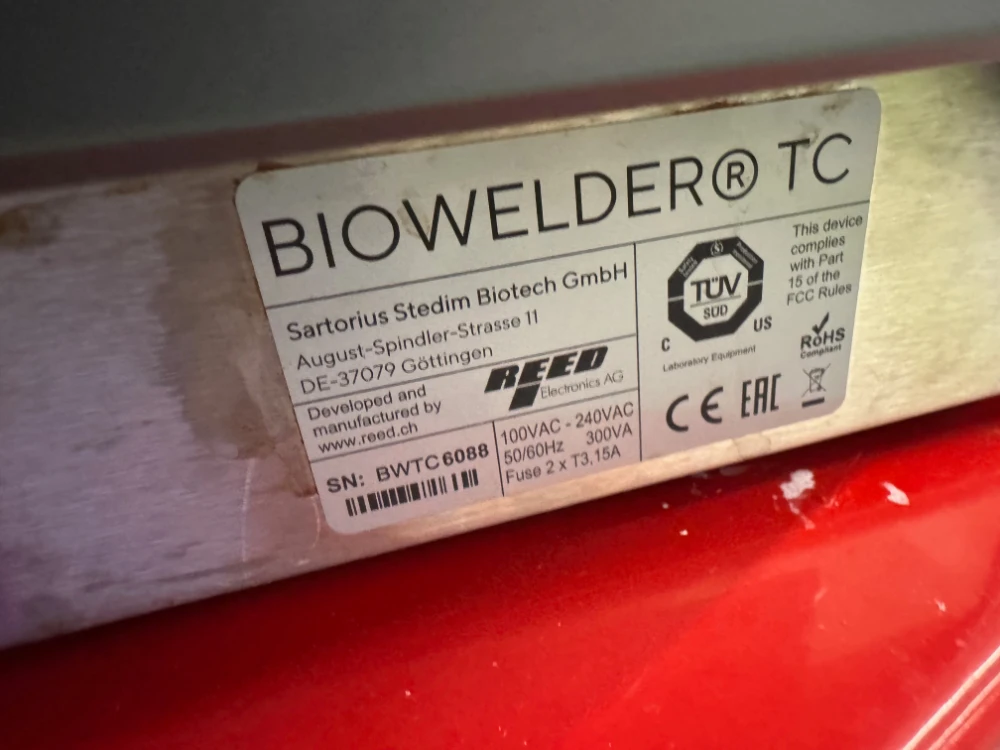 BIOWELDER® TC
Sartorius Stedim Biotech GmbH
August-Spindler-Strasse 11
DE-37079 Göttingen
Developed and
manufactured by
www.reed.ch
REED
Electronics AG
SN: BWTC6088
100VAC - 240VAC
50/60Hz 300VA
Fuse 2 x T3,15A
TÜV
SÜD
C US
Laboratory Equipment
This device
complies
with Part
15 of the
FCC Rules
RoHS
Compliant
CE EAC